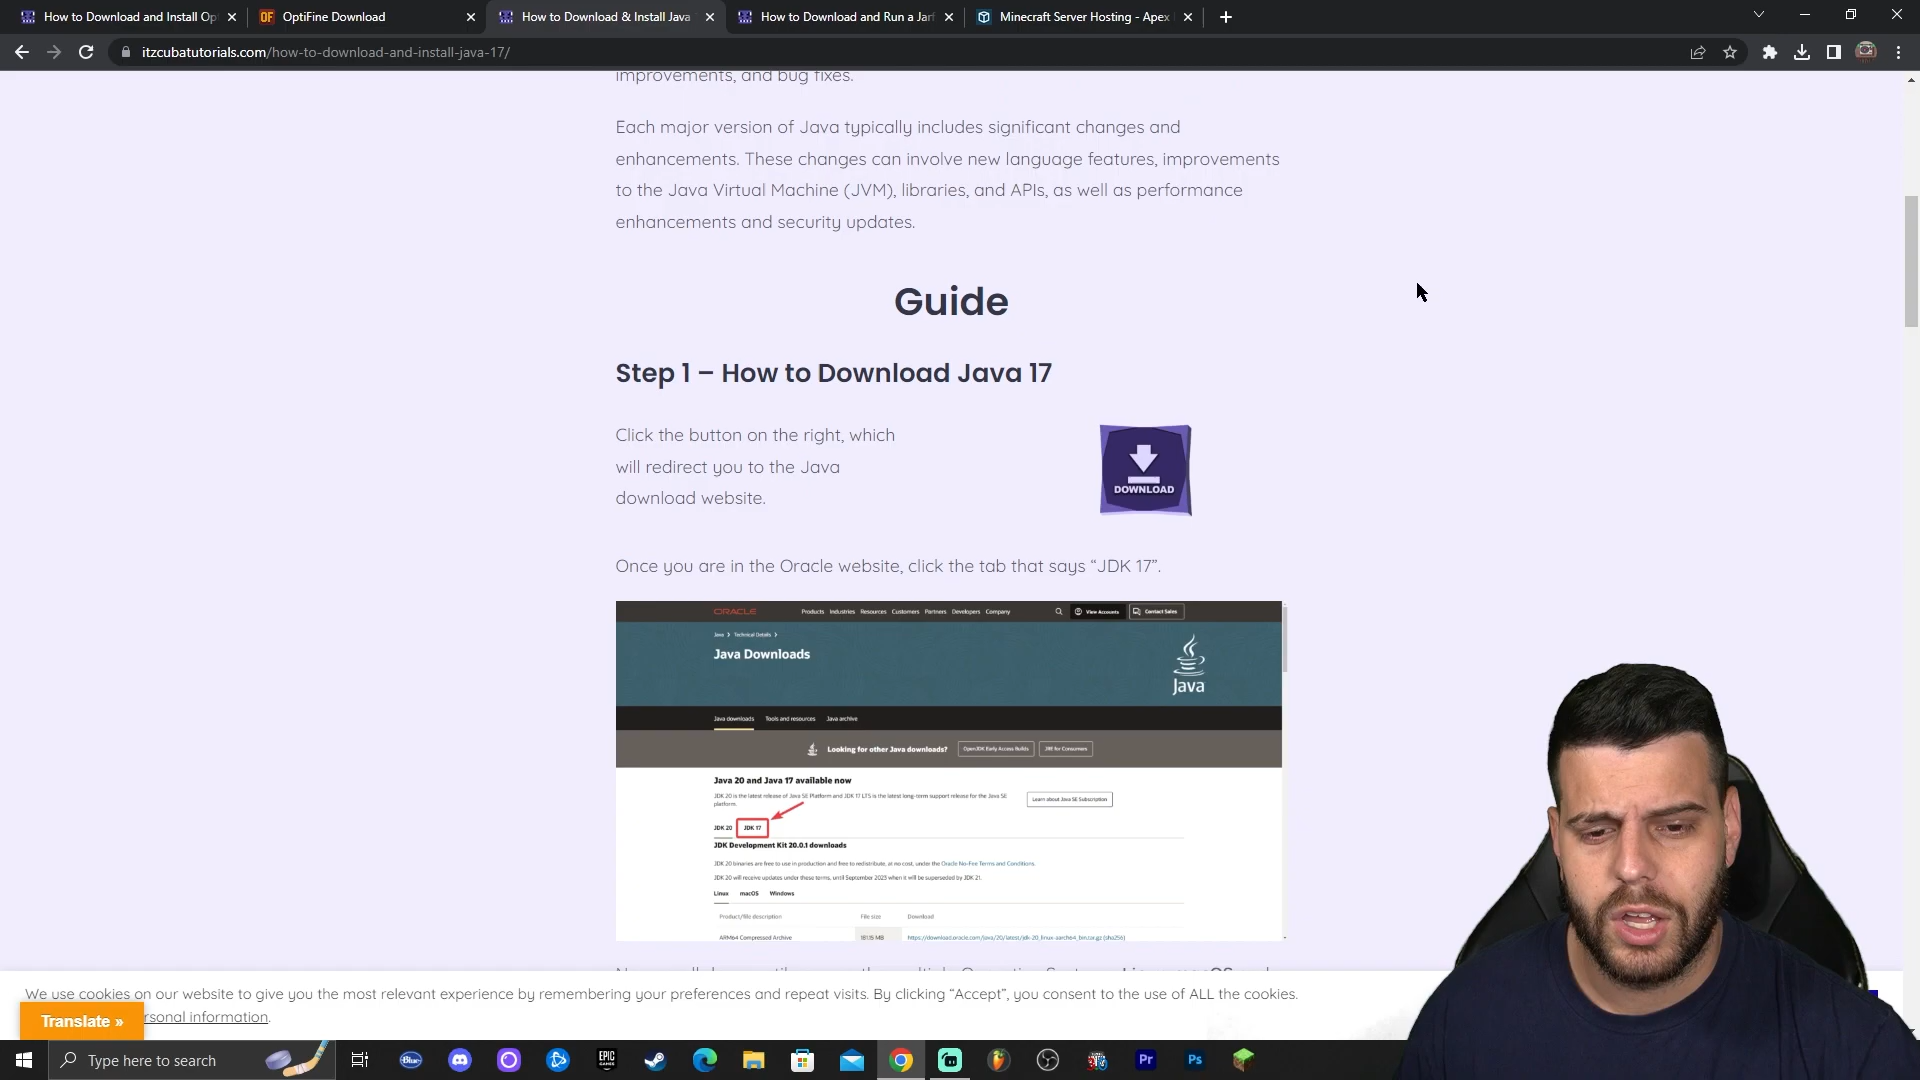 How to Download and Install Op
OptiFine Download
How to Download & Install Java
How to Download and Run a Jarf
Minecraft Server Hosting - Apex
itzcubatutorials.com/how-to-download-and-install-java-17/
improvements, and bug fixes.
Each major version of Java typically includes significant changes and
enhancements. These changes can involve new language features, improvements
to the Java Virtual Machine (JVM), libraries, and APIs, as well as performance
enhancements and security updates.
Guide
Step 1 – How to Download Java 17
Click the button on the right, which
will redirect you to the Java
download website.
DOWNLOAD
Once you are in the Oracle website, click the tab that says “JDK 17”.
ORACLE
Products Industries Resources Customers Partners Developers Company
View Accounts
Contact Sales
Java > Technical Details >
Java Downloads
Java
Java downloads Tools and resources Java archive
Looking for other Java downloads?
OpenJDK Early Access Builds
JRE for Consumers
Java 20 and Java 17 available now
JDK 20 is the latest release of Java SE Platform and JDK 17 LTS is the latest long-term support release for the Java SE
platform.
Learn about Java SE Subscription
JDK 20 JDK 17
JDK Development Kit 20.0.1 downloads
JDK 20 binaries are free to use in production and free to redistribute, at no cost, under the Oracle No-Fee Terms and Conditions.
JDK 20 will receive updates under these terms, until September 2023 when it will be superseded by JDK 21.
Linux macOS Windows
Product/file description File size Download
ARM64 Compressed Archive 181.15 MB https://download.oracle.com/java/20/latest/jdk-20_linux-aarch64_bin.tar.gz (sha256)
We use cookies on our website to give you the most relevant experience by remembering your preferences and repeat visits. By clicking “Accept”, you consent to the use of ALL the cookies.
Translate »
rsonal information.
Type here to search
Blue
EPIC
GAMES
Pr
Ps